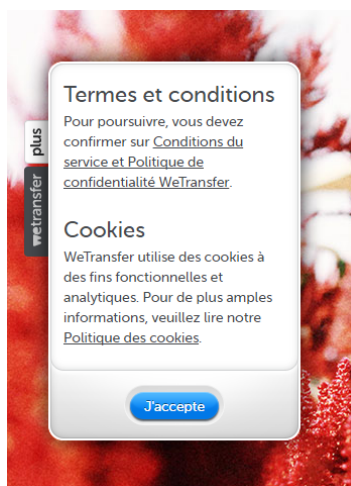 Termes et conditions
Pour poursuivre, vous devez
confirmer sur Conditions du
service et Politique de
confidentialité WeTransfer.
Cookies
WeTransfer utilise des cookies à
des fins fonctionnelles et
analytiques. Pour de plus amples
informations, veuillez lire notre
Politique des cookies.
J'accepte
plus
wetransfer